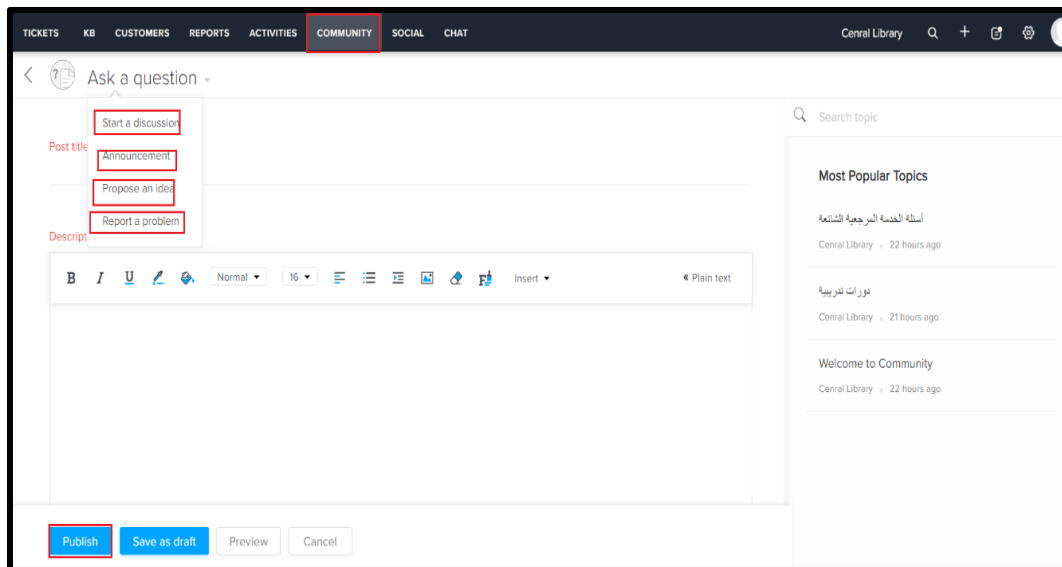 TICKETS KB CUSTOMERS REPORTS ACTIVITIES COMMUNITY SOCIAL CHAT Cenral Library
Ask a question
Start a discussion
Announcement
Propose an idea
Report a problem
Post title
Descript
B I U Normal 16 Insert « Plain text
Search topic
Most Popular Topics
أسئلة الخدمة المرجعية الشائعة
Cenral Library 22 hours ago
دورات تدريبية
Cenral Library 21 hours ago
Welcome to Community
Cenral Library 22 hours ago
Publish Save as draft Preview Cancel